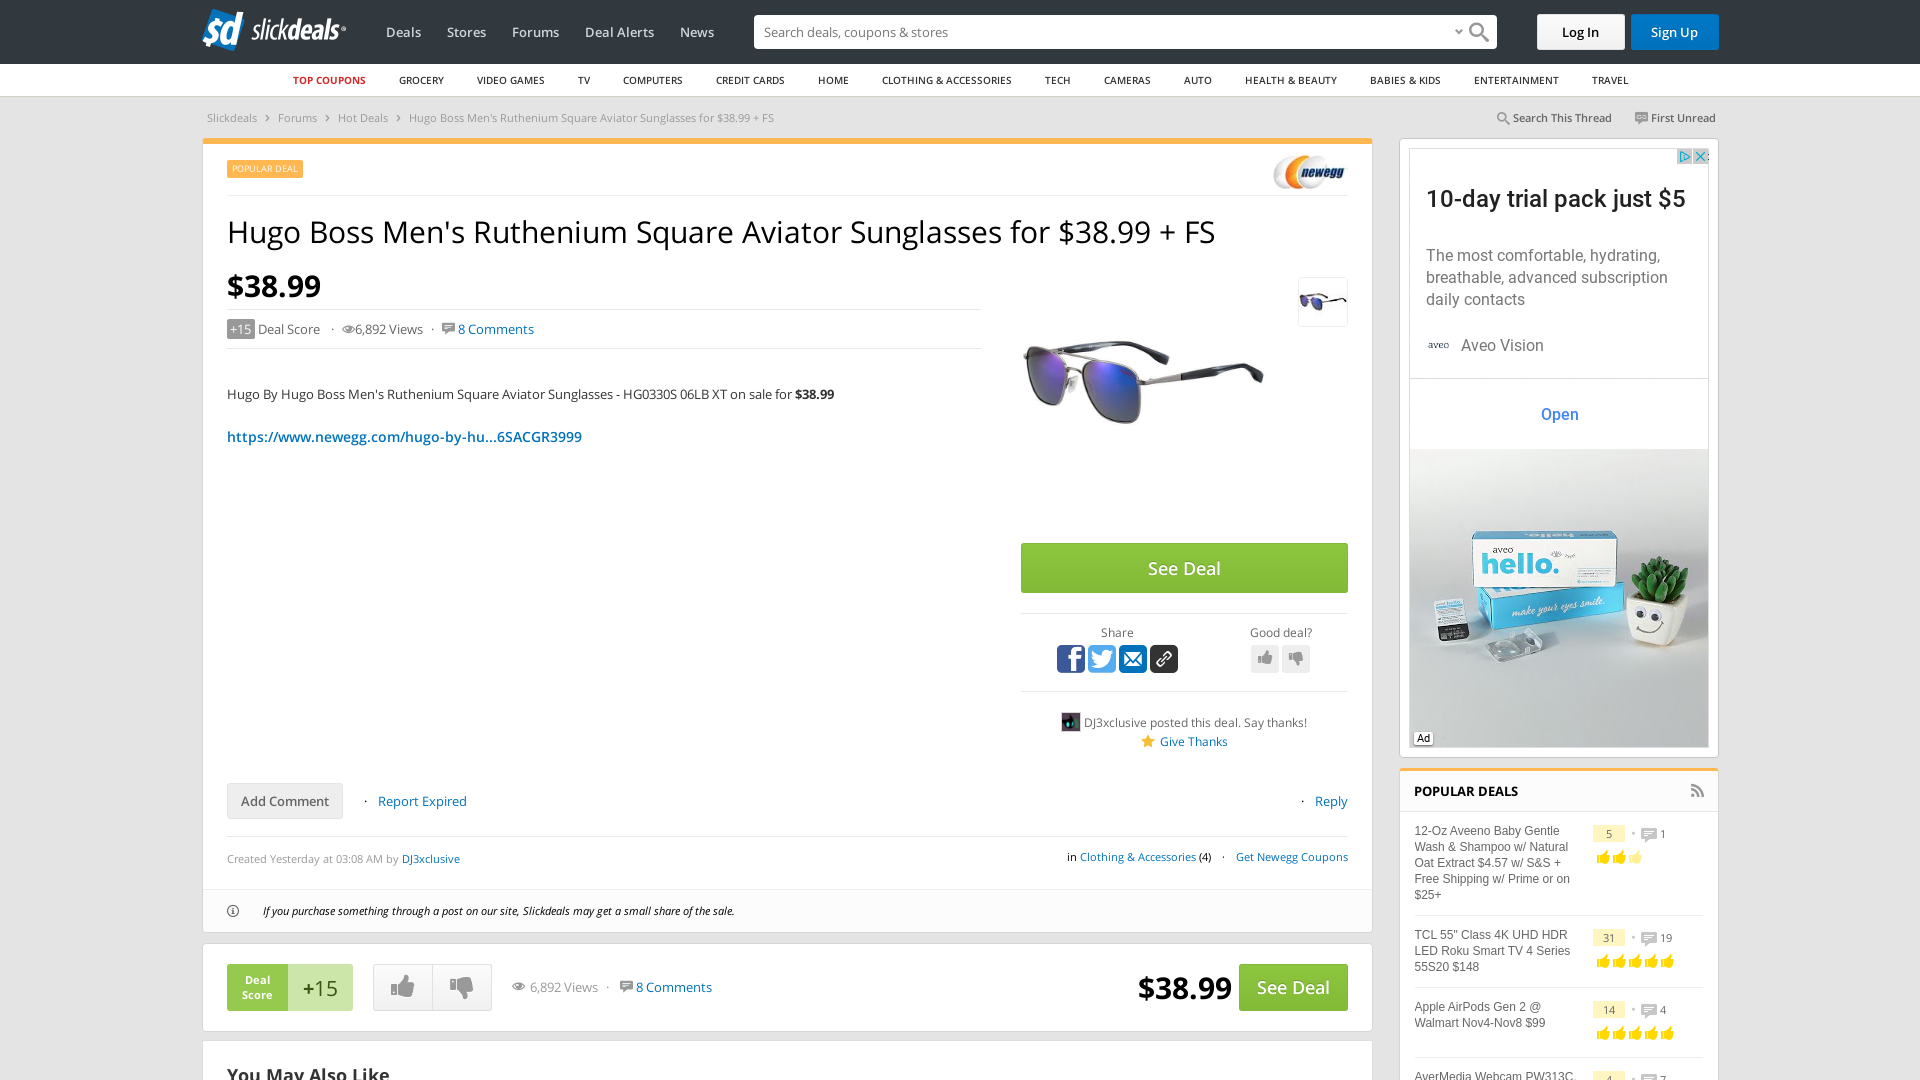 slickdeals
Deals
Stores
Forums
Deal Alerts
News
Search deals, coupons & stores
Log In
Sign Up
TOP COUPONS
GROCERY
VIDEO GAMES
TV
COMPUTERS
CREDIT CARDS
HOME
CLOTHING & ACCESSORIES
TECH
CAMERAS
AUTO
HEALTH & BEAUTY
BABIES & KIDS
ENTERTAINMENT
TRAVEL
Slickdeals › Forums › Hot Deals › Hugo Boss Men's Ruthenium Square Aviator Sunglasses for $38.99 + FS
Search This Thread
First Unread
POPULAR DEAL
newegg
Hugo Boss Men's Ruthenium Square Aviator Sunglasses for $38.99 + FS
$38.99
+15 Deal Score · 6,892 Views · 8 Comments
Hugo By Hugo Boss Men's Ruthenium Square Aviator Sunglasses - HG0330S 06LB XT on sale for $38.99
https://www.newegg.com/hugo-by-hu...6SACGR3999
See Deal
Share
Good deal?
DJ3xclusive posted this deal. Say thanks!
Give Thanks
Add Comment
· Report Expired
· Reply
Created Yesterday at 03:08 AM by DJ3xclusive
in Clothing & Accessories (4) · Get Newegg Coupons
If you purchase something through a post on our site, Slickdeals may get a small share of the sale.
Deal
Score
+15
6,892 Views · 8 Comments
$38.99
See Deal
You May Also Like
10-day trial pack just $5
The most comfortable, hydrating,
breathable, advanced subscription
daily contacts
aveo
Aveo Vision
Open
aveo
hello.
make your eyes smile.
Ad
POPULAR DEALS
12-Oz Aveeno Baby Gentle
Wash & Shampoo w/ Natural
Oat Extract $4.57 w/ S&S +
Free Shipping w/ Prime or on
$25+
5 • 1
TCL 55" Class 4K UHD HDR
LED Roku Smart TV 4 Series
55S20 $148
31 • 19
Apple AirPods Gen 2 @
Walmart Nov4-Nov8 $99
14 • 4
AverMedia Webcam PW313C,
4 • 7